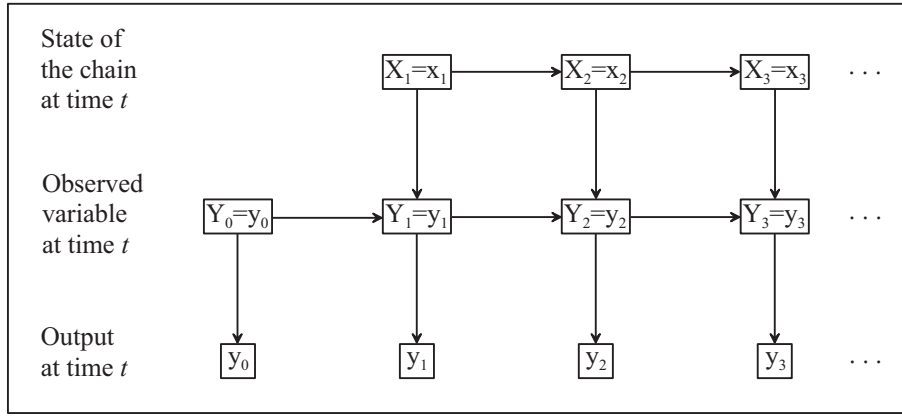 State of
the chain
at time t
X₁=x₁ X₂=x₂ X₃=x₃ . . .
Observed
variable
at time t
Y₀=y₀ Y₁=y₁ Y₂=y₂ Y₃=y₃ . . .
Output
at time t
y₀ y₁ y₂ y₃ . . .